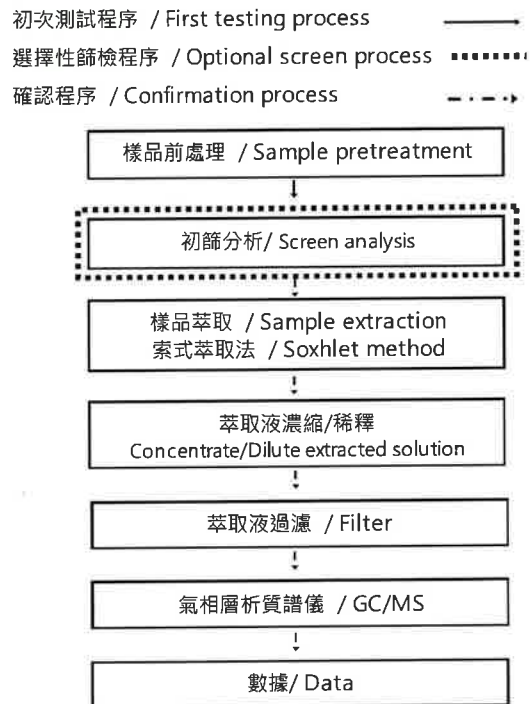 初次測試程序 / First testing process
選擇性篩檢程序 / Optional screen process
確認程序 / Confirmation process
樣品前處理 / Sample pretreatment
初篩分析/ Screen analysis
樣品萃取 / Sample extraction
索式萃取法 / Soxhlet method
萃取液濃縮/稀釋
Concentrate/Dilute extracted solution
萃取液過濾 / Filter
氣相層析質譜儀 / GC/MS
數據/ Data